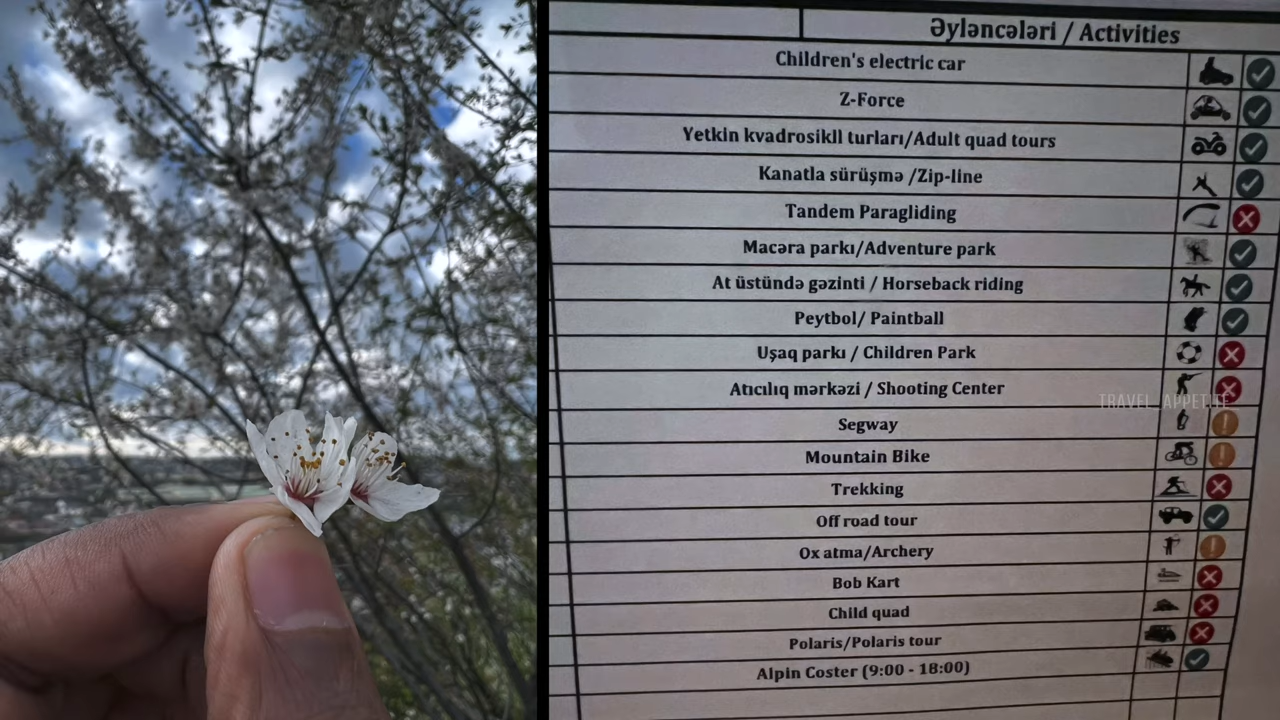 Əyləncələri / Activities
Children's electric car
Z-Force
Yetkin kvadrosikll turları/Adult quad tours
Kanatla sürüşmə /Zip-line
Tandem Paragliding
Macəra parkı/Adventure park
At üstündə gəzinti / Horseback riding
Peytbol/ Paintball
Uşaq parkı / Children Park
Atıcılıq mərkəzi / Shooting Center
TRAVEL_APPETITE
Segway
Mountain Bike
Trekking
Off road tour
Ox atma/Archery
Bob Kart
Child quad
Polaris/Polaris tour
Alpin Coster (9:00 - 18:00)